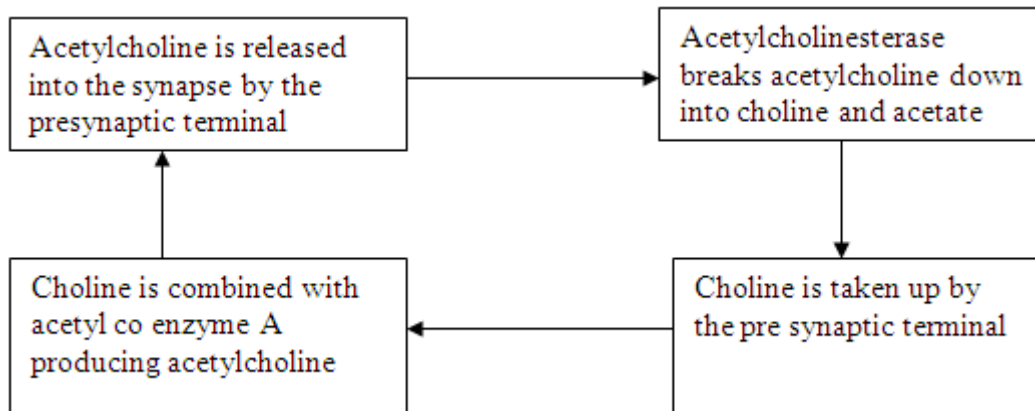 Acetylcholine is released
into the synapse by the
presynaptic terminal
Acetylcholinesterase
breaks acetylcholine down
into choline and acetate
Choline is combined with
acetyl co enzyme A
producing acetylcholine
Choline is taken up by
the pre synaptic terminal